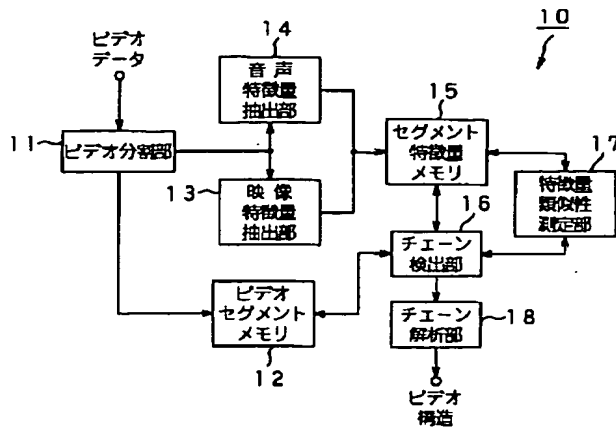 10
ビデオ
データ
14
音声
特徴量
抽出部
15
セグメント
特徴量
メモリ
17
特徴量
類似性
測定部
11
ビデオ分割部
13
映像
特徴量
抽出部
16
チェーン
検出部
ビデオ
セグメント
メモリ
12
チェーン
解析部
18
ビデオ
構造